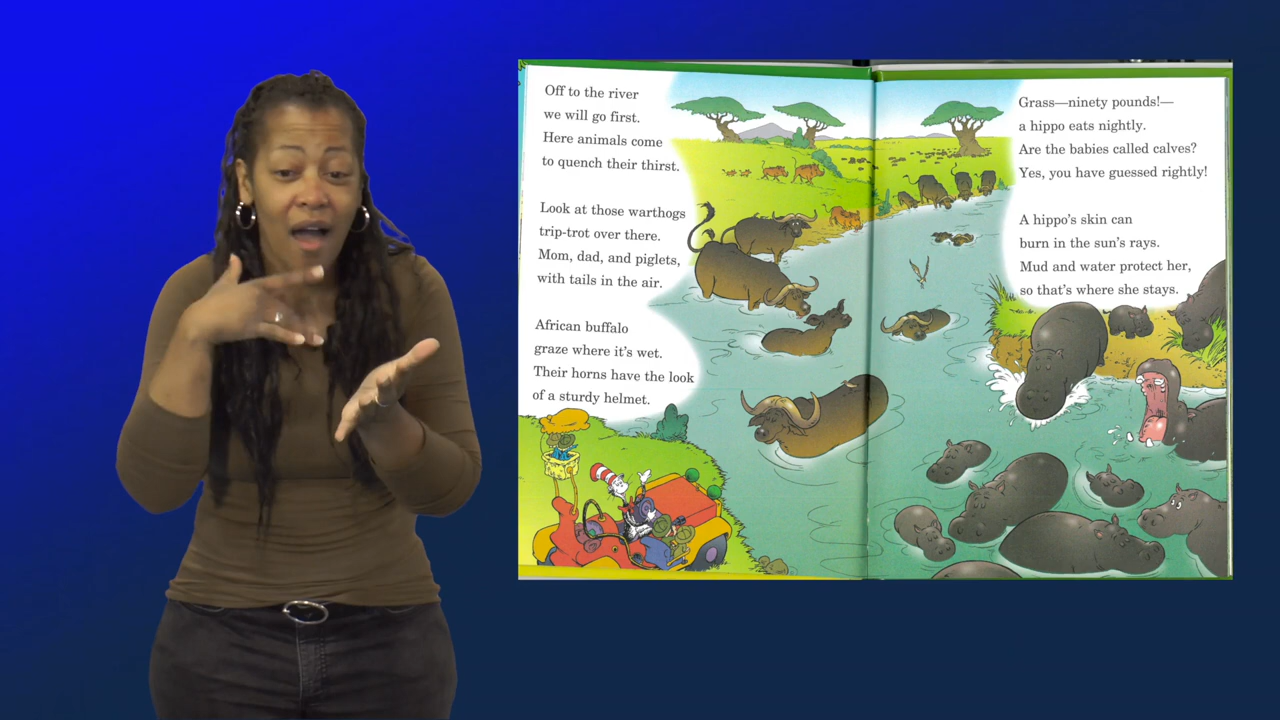 Off to the river
we will go first.
Here animals come
to quench their thirst.
Look at those warthogs
trip-trot over there.
Mom, dad, and piglets,
with tails in the air.
African buffalo
graze where it's wet.
Their horns have the look
of a sturdy helmet.
Grass—ninety pounds!—
a hippo eats nightly.
Are the babies called calves?
Yes, you have guessed rightly!
A hippo's skin can
burn in the sun's rays.
Mud and water protect her,
so that's where she stays.